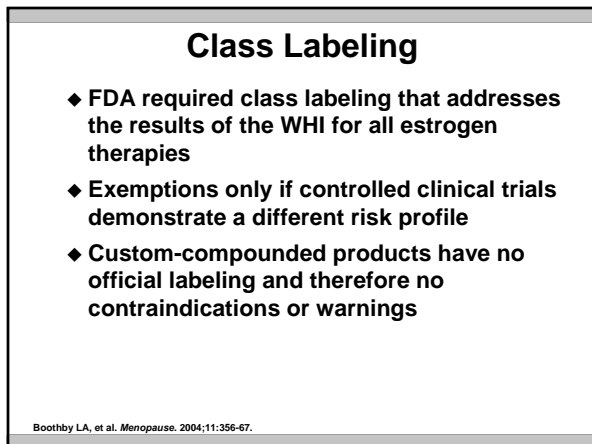 Class Labeling
◆ FDA required class labeling that addresses
the results of the WHI for all estrogen
therapies
◆ Exemptions only if controlled clinical trials
demonstrate a different risk profile
◆ Custom-compounded products have no
official labeling and therefore no
contraindications or warnings
Boothby LA, et al. Menopause. 2004;11:356-67.